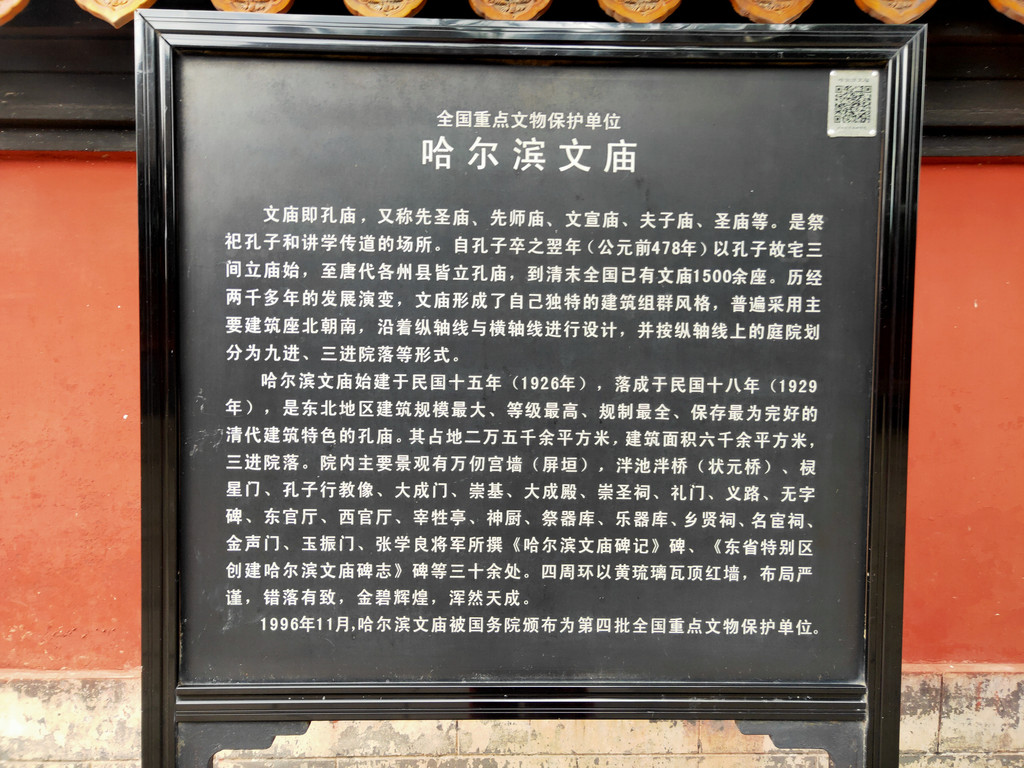 全国重点文物保护单位
哈尔滨文庙
文庙即孔庙，又称先圣庙、先师庙、文宣庙、夫子庙、圣庙等。是祭
祀孔子和讲学传道的场所。自孔子卒之翌年（公元前478年）以孔子故宅三
间立庙始，至唐代各州县皆立孔庙，到清末全国已有文庙1500余座。历经
两千多年的发展演变，文庙形成了自己独特的建筑组群风格，普遍采用主
要建筑座北朝南，沿着纵轴线与横轴线进行设计，并按纵轴线上的庭院划
分为九进、三进院落等形式。
哈尔滨文庙始建于民国十五年（1926年），落成于民国十八年（1929
年），是东北地区建筑规模最大、等级最高、规制最全、保存最为完好的
清代建筑特色的孔庙。其占地二万五千余平方米，建筑面积六千余平方米，
三进院落。院内主要景观有万仞宫墙（屏垣），泮池泮桥（状元桥）、棂
星门、孔子行教像、大成门、崇基、大成殿、崇圣祠、礼门、义路、无字
碑、东官厅、西官厅、宰牲亭、神厨、祭器库、乐器库、乡贤祠、名宦祠、
金声门、玉振门、张学良将军所撰《哈尔滨文庙碑记》碑、《东省特别区
创建哈尔滨文庙碑志》碑等三十余处。四周环以黄琉璃瓦顶红墙，布局严
谨，错落有致，金碧辉煌，浑然天成。
1996年11月,哈尔滨文庙被国务院颁布为第四批全国重点文物保护单位。